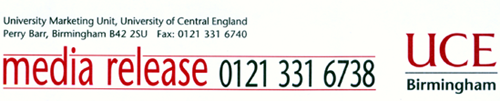 University Marketing Unit, University of Central England
Perry Barr, Birmingham B42 2SU Fax: 0121 331 6740
media release 0121 331 6738
UCE
Birmingham